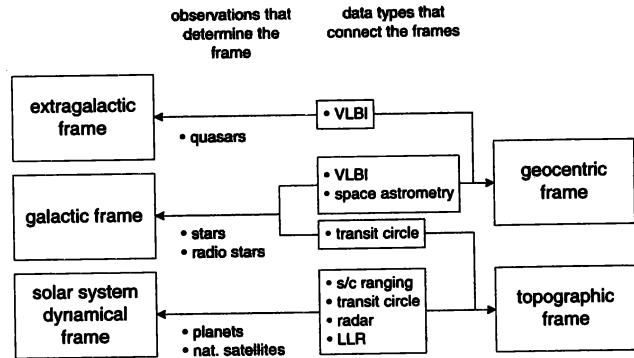 observations that
determine the
frame
data types that
connect the frames
extragalactic
frame
• VLBI
• quasars
geocentric
frame
• VLBI
• space astrometry
galactic frame
• transit circle
• stars
• radio stars
solar system
dynamical
frame
• s/c ranging
• transit circle
• radar
• LLR
topographic
frame
• planets
• nat. satellites